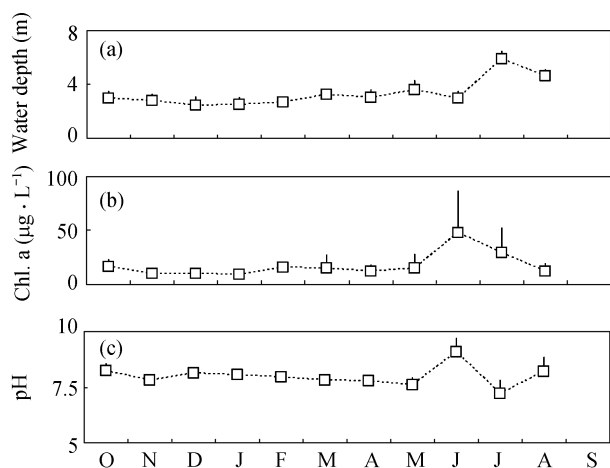 Water depth (m)
8
4
0
(a)
Chl. a (μg · L⁻¹)
100
50
0
(b)
pH
10
7.5
5
(c)
O N D J F M A M J J A S